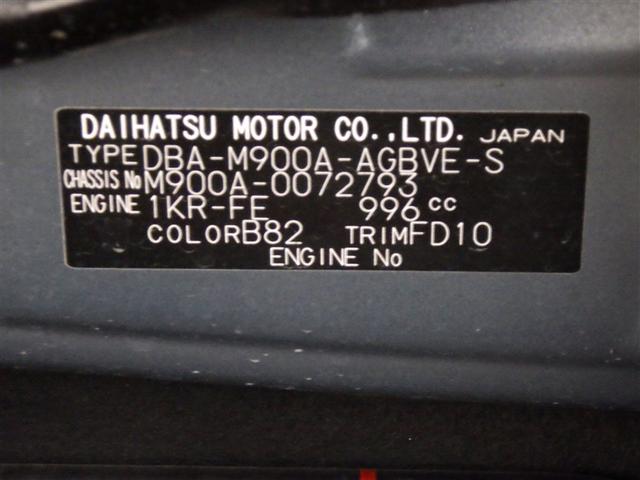 DAIHATSU MOTOR CO.,LTD. JAPAN
TYPE DBA-M900A-AGBVE-S
CHASSIS No M900A-0072793
ENGINE 1KR-FE 996 cc
COLOR B82 TRIM FD10
ENGINE No